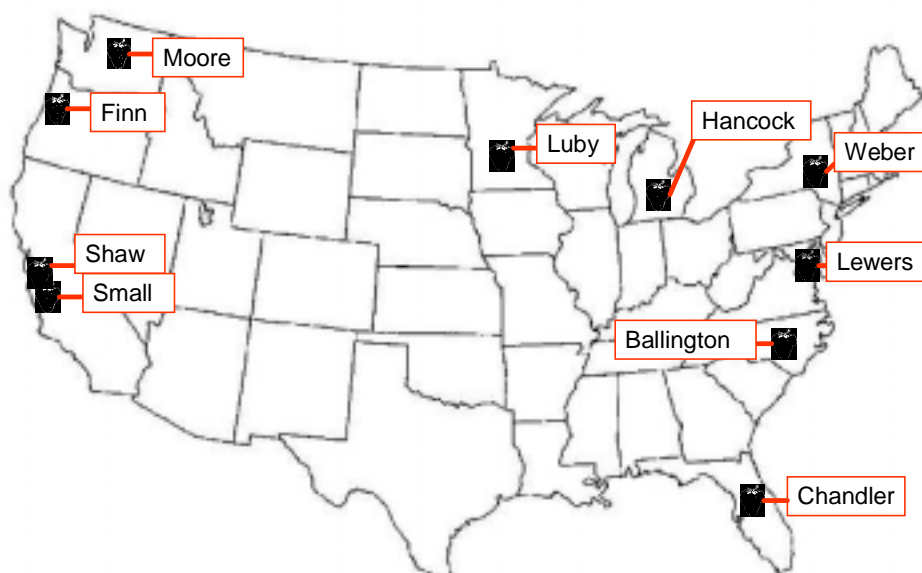 Moore
Finn
Hancock
Luby
Weber
Shaw
Lewers
Small
Ballington
Chandler